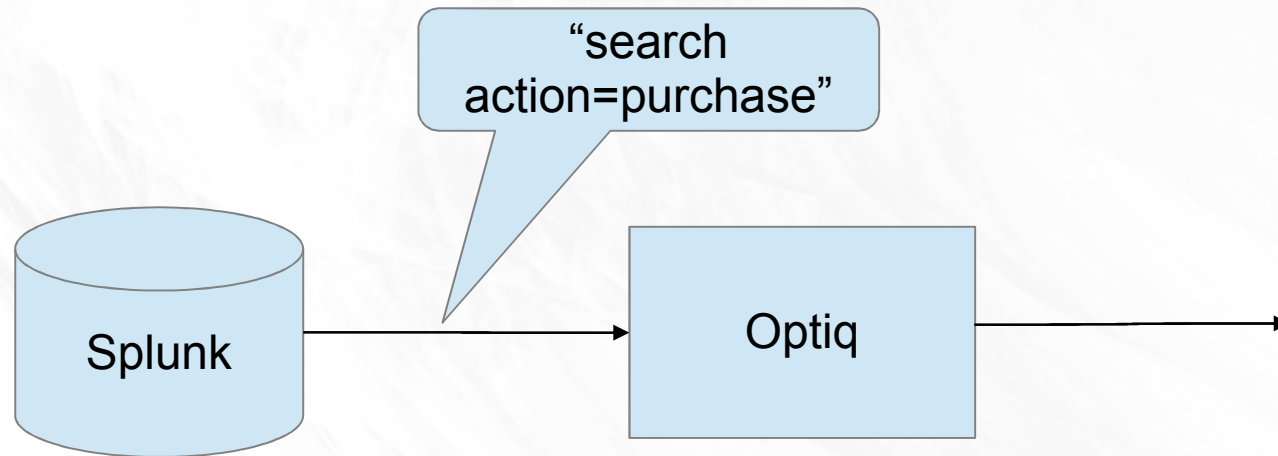 “search
action=purchase”
Splunk
Optiq